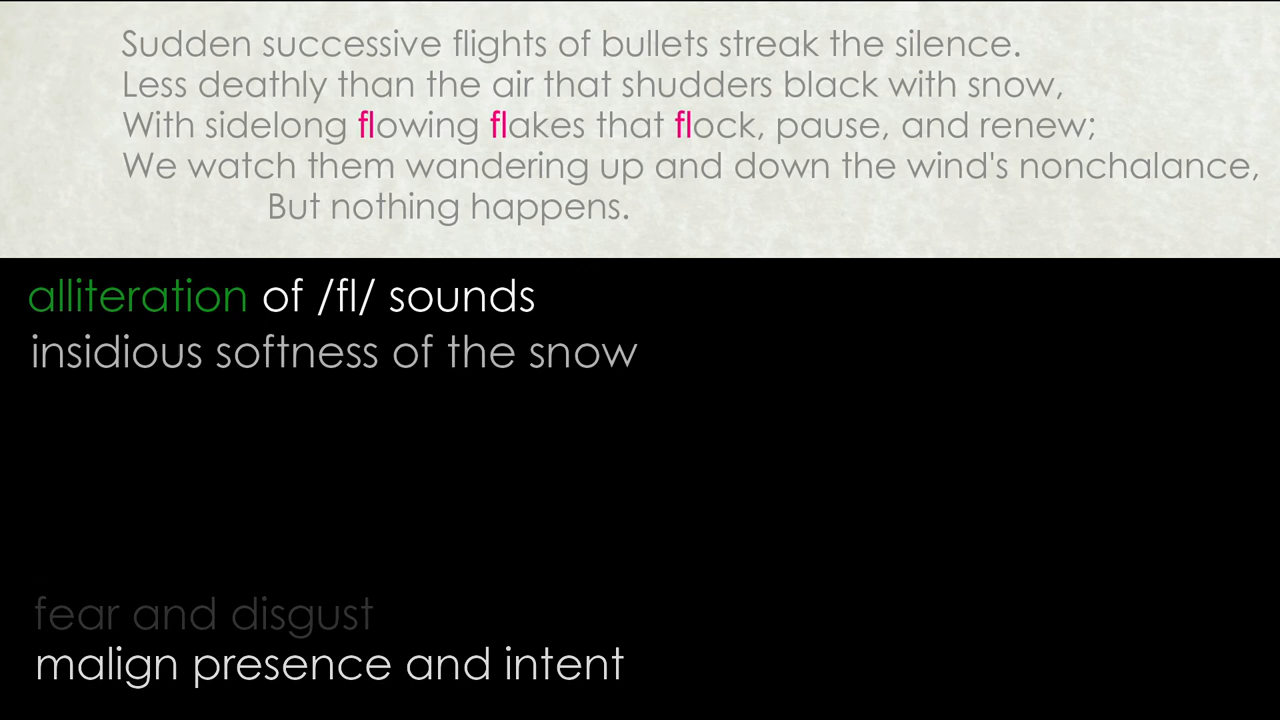 Sudden successive flights of bullets streak the silence.
Less deathly than the air that shudders black with snow,
With sidelong flowing flakes that flock, pause, and renew;
We watch them wandering up and down the wind's nonchalance,
But nothing happens.
alliteration of /fl/ sounds
insidious softness of the snow
fear and disgust
malign presence and intent